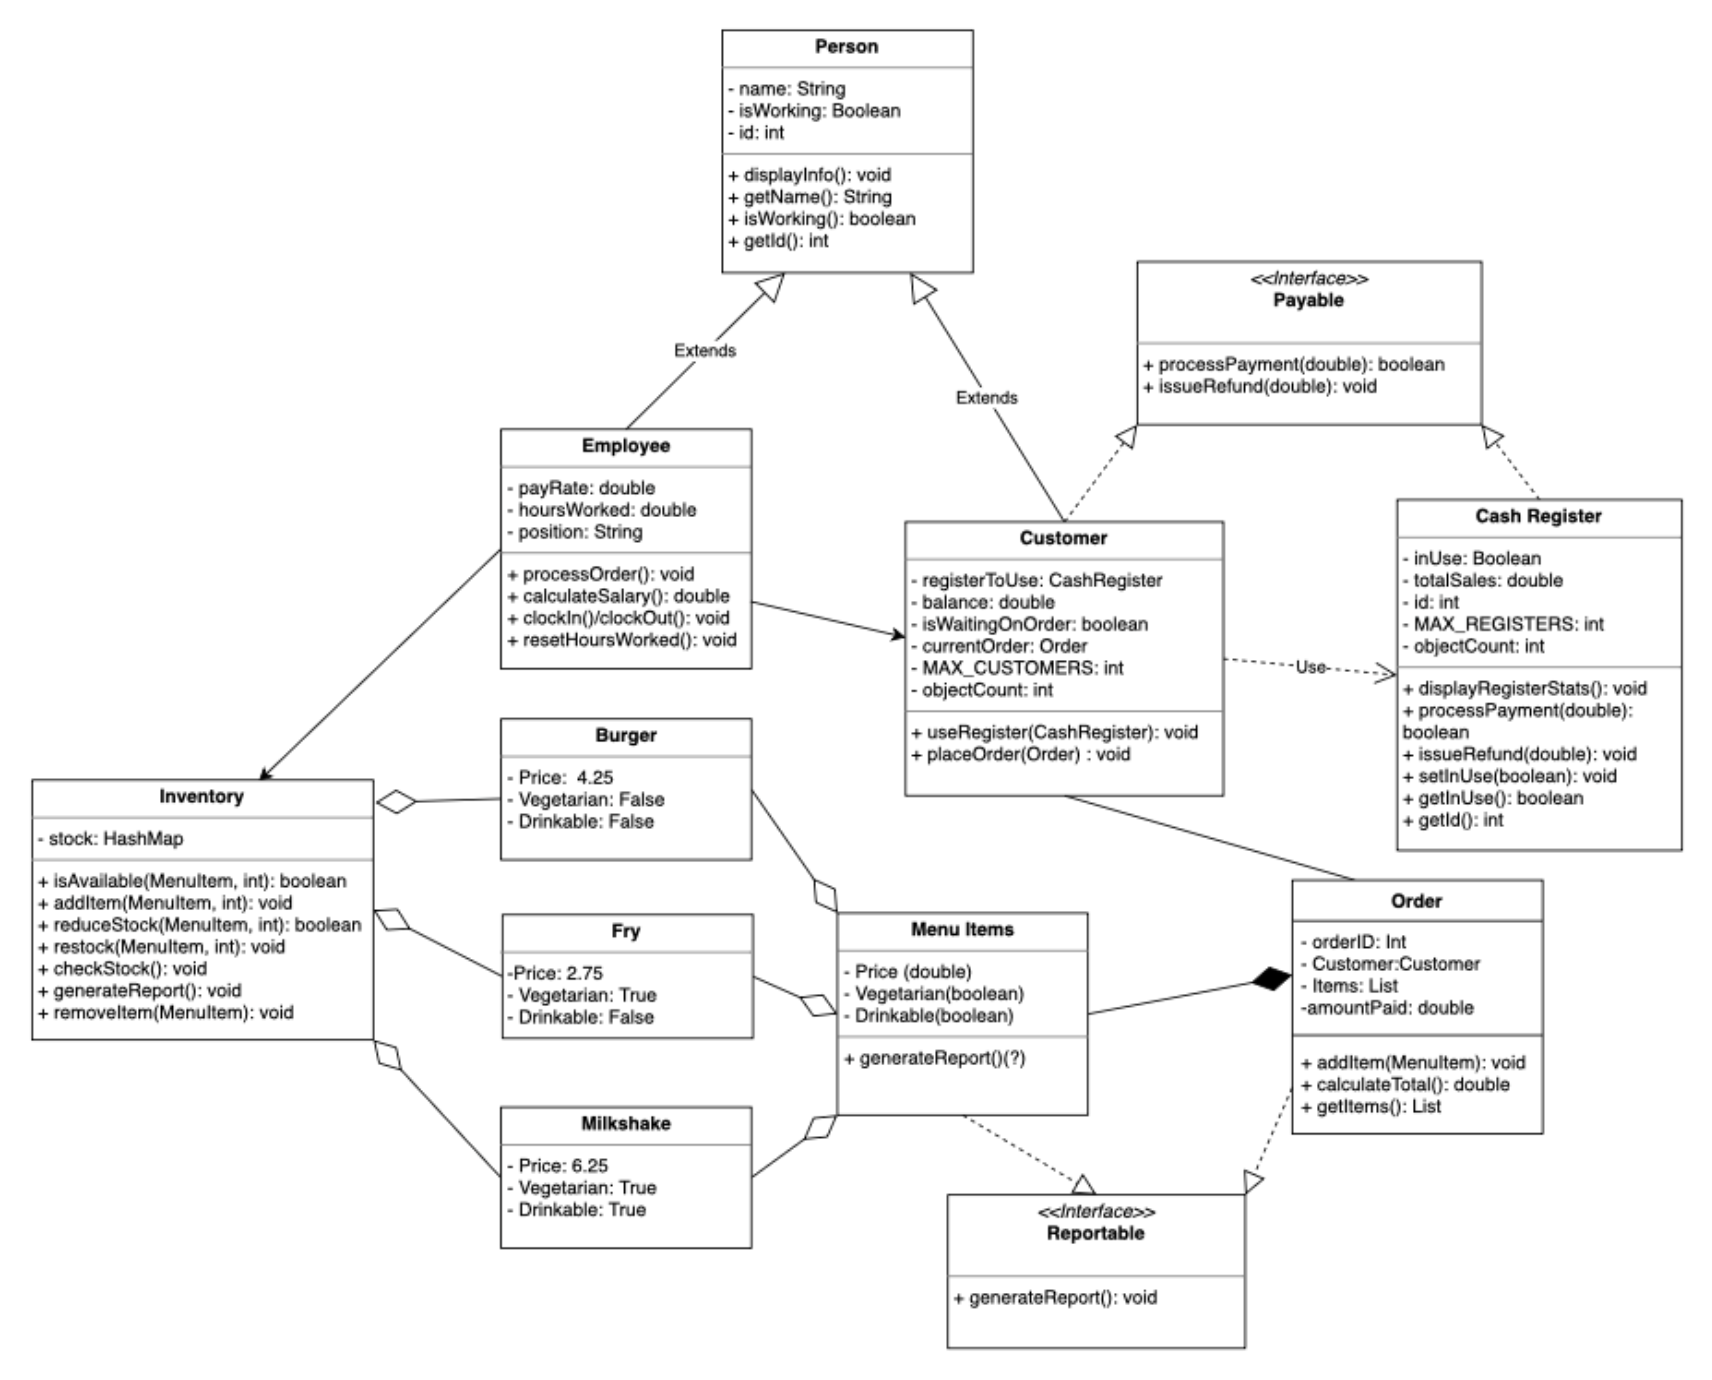 Person
- name: String
- isWorking: Boolean
- id: int
+ displayInfo(): void
+ getName(): String
+ isWorking(): boolean
+ getId(): int
<<Interface>>
Payable
+ processPayment(double): boolean
+ issueRefund(double): void
Extends
Extends
Employee
- payRate: double
- hoursWorked: double
- position: String
+ processOrder(): void
+ calculateSalary(): double
+ clockIn()/clockOut(): void
+ resetHoursWorked(): void
Customer
- registerToUse: CashRegister
- balance: double
- isWaitingOnOrder: boolean
- currentOrder: Order
- MAX_CUSTOMERS: int
- objectCount: int
+ useRegister(CashRegister): void
+ placeOrder(Order) : void
Use
Cash Register
- inUse: Boolean
- totalSales: double
- id: int
- MAX_REGISTERS: int
- objectCount: int
+ displayRegisterStats(): void
+ processPayment(double):
boolean
+ issueRefund(double): void
+ setInUse(boolean): void
+ getInUse(): boolean
+ getId(): int
Inventory
- stock: HashMap
+ isAvailable(MenuItem, int): boolean
+ addItem(MenuItem, int): void
+ reduceStock(MenuItem, int): boolean
+ restock(MenuItem, int): void
+ checkStock(): void
+ generateReport(): void
+ removeItem(MenuItem): void
Burger
- Price:  4.25
- Vegetarian: False
- Drinkable: False
Fry
-Price: 2.75
- Vegetarian: True
- Drinkable: False
Milkshake
- Price: 6.25
- Vegetarian: True
- Drinkable: True
Menu Items
- Price (double)
- Vegetarian(boolean)
- Drinkable(boolean)
+ generateReport()(?)
Order
- orderID: Int
- Customer:Customer
- Items: List
-amountPaid: double
+ addItem(MenuItem): void
+ calculateTotal(): double
+ getItems(): List
<<Interface>>
Reportable
+ generateReport(): void